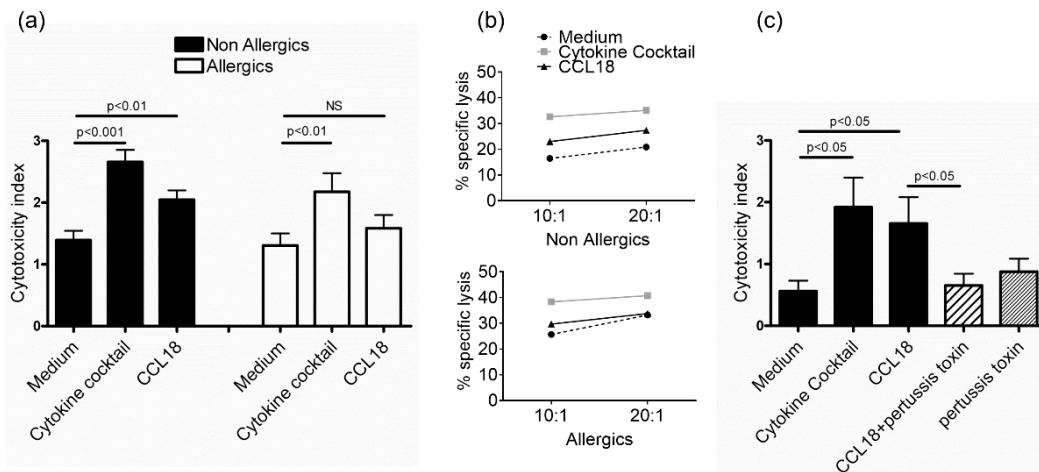 (a)
Non Allergics
Allergics
p<0.01
p<0.001
NS
p<0.01
Cytotoxicity index
3
2
1
0
Medium
Cytokine cocktail
CCL18
Medium
Cytokine cocktail
CCL18
(b)
Medium
Cytokine Cocktail
CCL18
% specific lysis
50
40
30
20
10
0
10:1
20:1
Non Allergics
% specific lysis
50
40
30
20
10
0
10:1
20:1
Allergics
(c)
p<0.05
p<0.05
p<0.05
Cytotoxicity index
3
2
1
0
Medium
Cytokine Cocktail
CCL18
CCL18+pertussis toxin
pertussis toxin